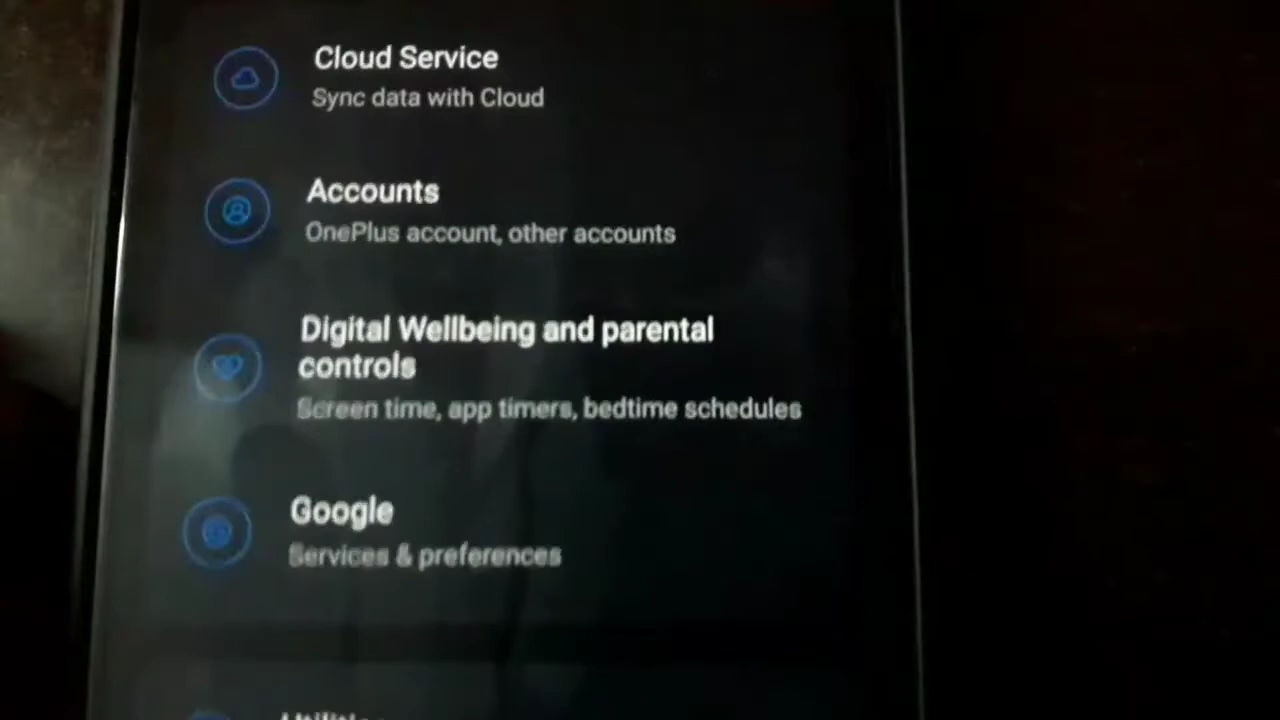 Cloud Service
Sync data with Cloud
Accounts
OnePlus account, other accounts
Digital Wellbeing and parental
controls
Screen time, app timers, bedtime schedules
Google
Services & preferences
Utilities